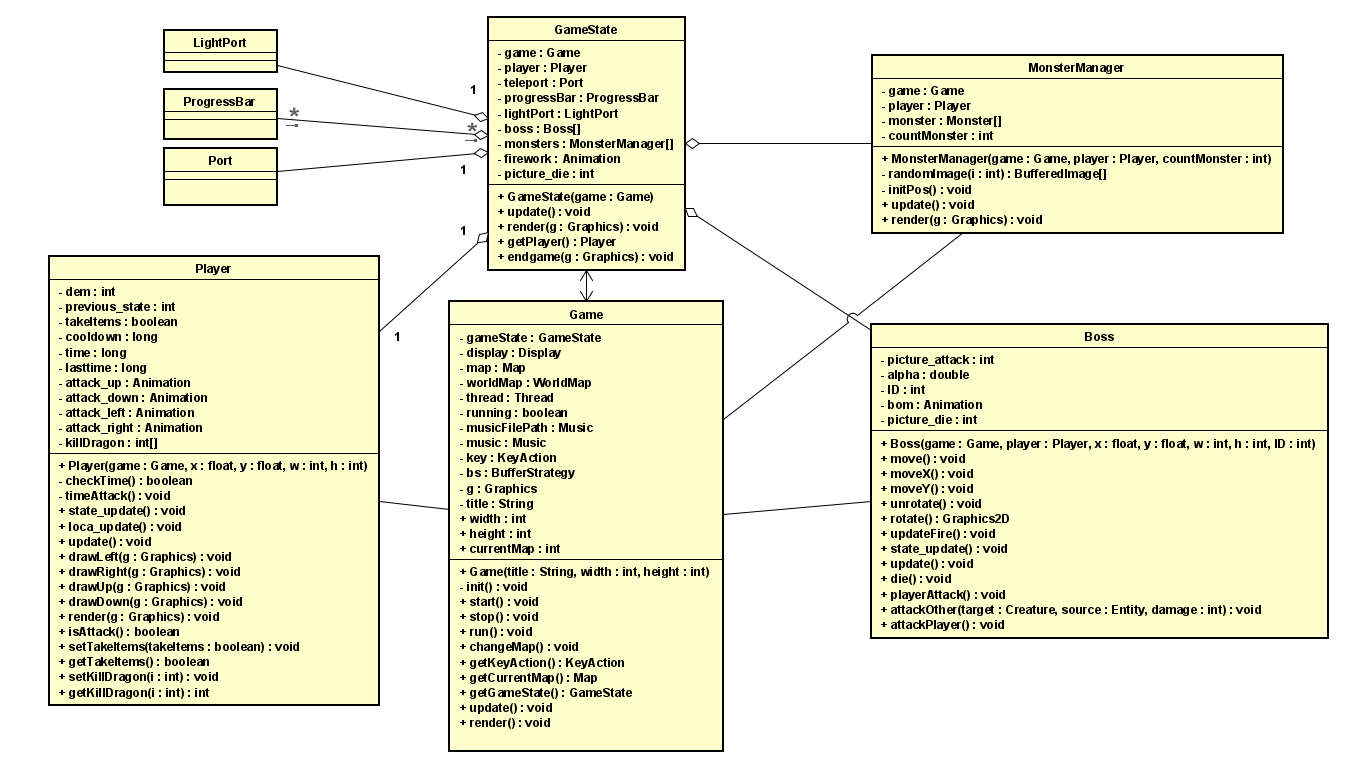 LightPort
ProgressBar
*
Port
1
*
1
1
1
GameState
- game : Game
- player : Player
- teleport : Port
- progressBar : ProgressBar
- lightPort : LightPort
- boss : Boss[]
- monsters : MonsterManager[]
- firework : Animation
- picture_die : int
+ GameState(game : Game)
+ update() : void
+ render(g : Graphics) : void
+ getPlayer() : Player
+ endgame(g : Graphics) : void
MonsterManager
- game : Game
- player : Player
- monster : Monster[]
- countMonster : int
+ MonsterManager(game : Game, player : Player, countMonster : int)
- randomImage(i : int) : BufferedImage[]
- initPos() : void
+ update() : void
+ render(g : Graphics) : void
Player
- dem : int
- previous_state : int
- takeItems : boolean
- cooldown : long
- time : long
- lasttime : long
- attack_up : Animation
- attack_down : Animation
- attack_left : Animation
- attack_right : Animation
- killDragon : int[]
+ Player(game : Game, x : float, y : float, w : int, h : int)
- checkTime() : boolean
- timeAttack() : void
+ state_update() : void
+ loca_update() : void
+ update() : void
+ drawLeft(g : Graphics) : void
+ drawRight(g : Graphics) : void
+ drawUp(g : Graphics) : void
+ drawDown(g : Graphics) : void
+ render(g : Graphics) : void
+ isAttack() : boolean
+ setTakeItems(takeItems : boolean) : void
+ getTakeItems() : boolean
+ setKillDragon(i : int) : void
+ getKillDragon(i : int) : int
Game
- gameState : GameState
- display : Display
- map : Map
- worldMap : WorldMap
- thread : Thread
- running : boolean
- musicFilePath : Music
- music : Music
- key : KeyAction
- bs : BufferStrategy
- g : Graphics
- title : String
+ width : int
+ height : int
+ currentMap : int
+ Game(title : String, width : int, height : int)
- init() : void
+ start() : void
+ stop() : void
+ run() : void
+ changeMap() : void
+ getKeyAction() : KeyAction
+ getCurrentMap() : Map
+ getGameState() : GameState
+ update() : void
+ render() : void
Boss
- picture_attack : int
- alpha : double
- ID : int
- bom : Animation
- picture_die : int
+ Boss(game : Game, player : Player, x : float, y : float, w : int, h : int, ID : int)
+ move() : void
+ moveX() : void
+ moveY() : void
+ unrotate() : void
+ rotate() : Graphics2D
+ updateFire() : void
+ state_update() : void
+ update() : void
+ die() : void
+ playerAttack() : void
+ attackOther(target : Creature, source : Entity, damage : int) : void
+ attackPlayer() : void